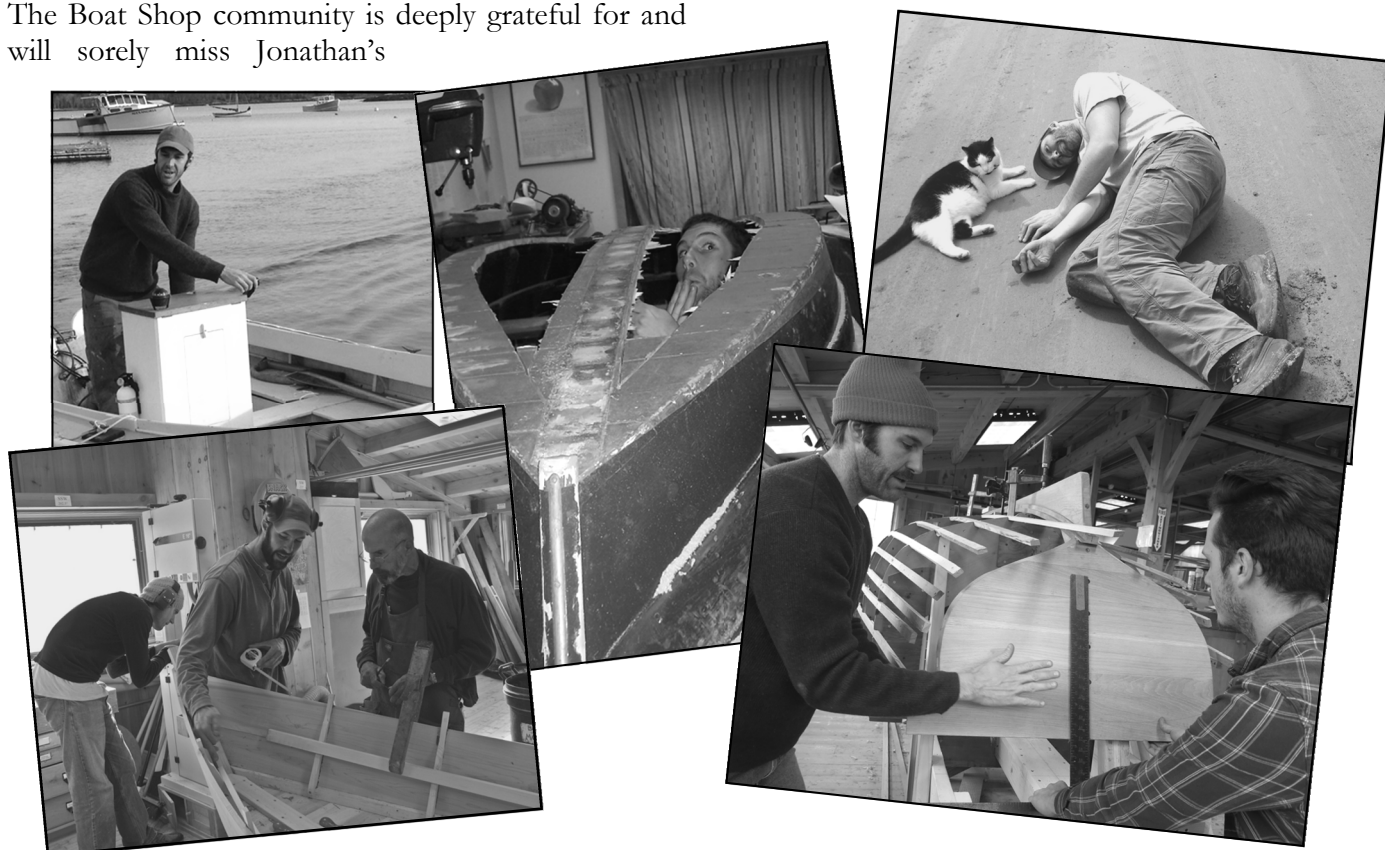 The Boat Shop community is deeply grateful for and
will sorely miss Jonathan's